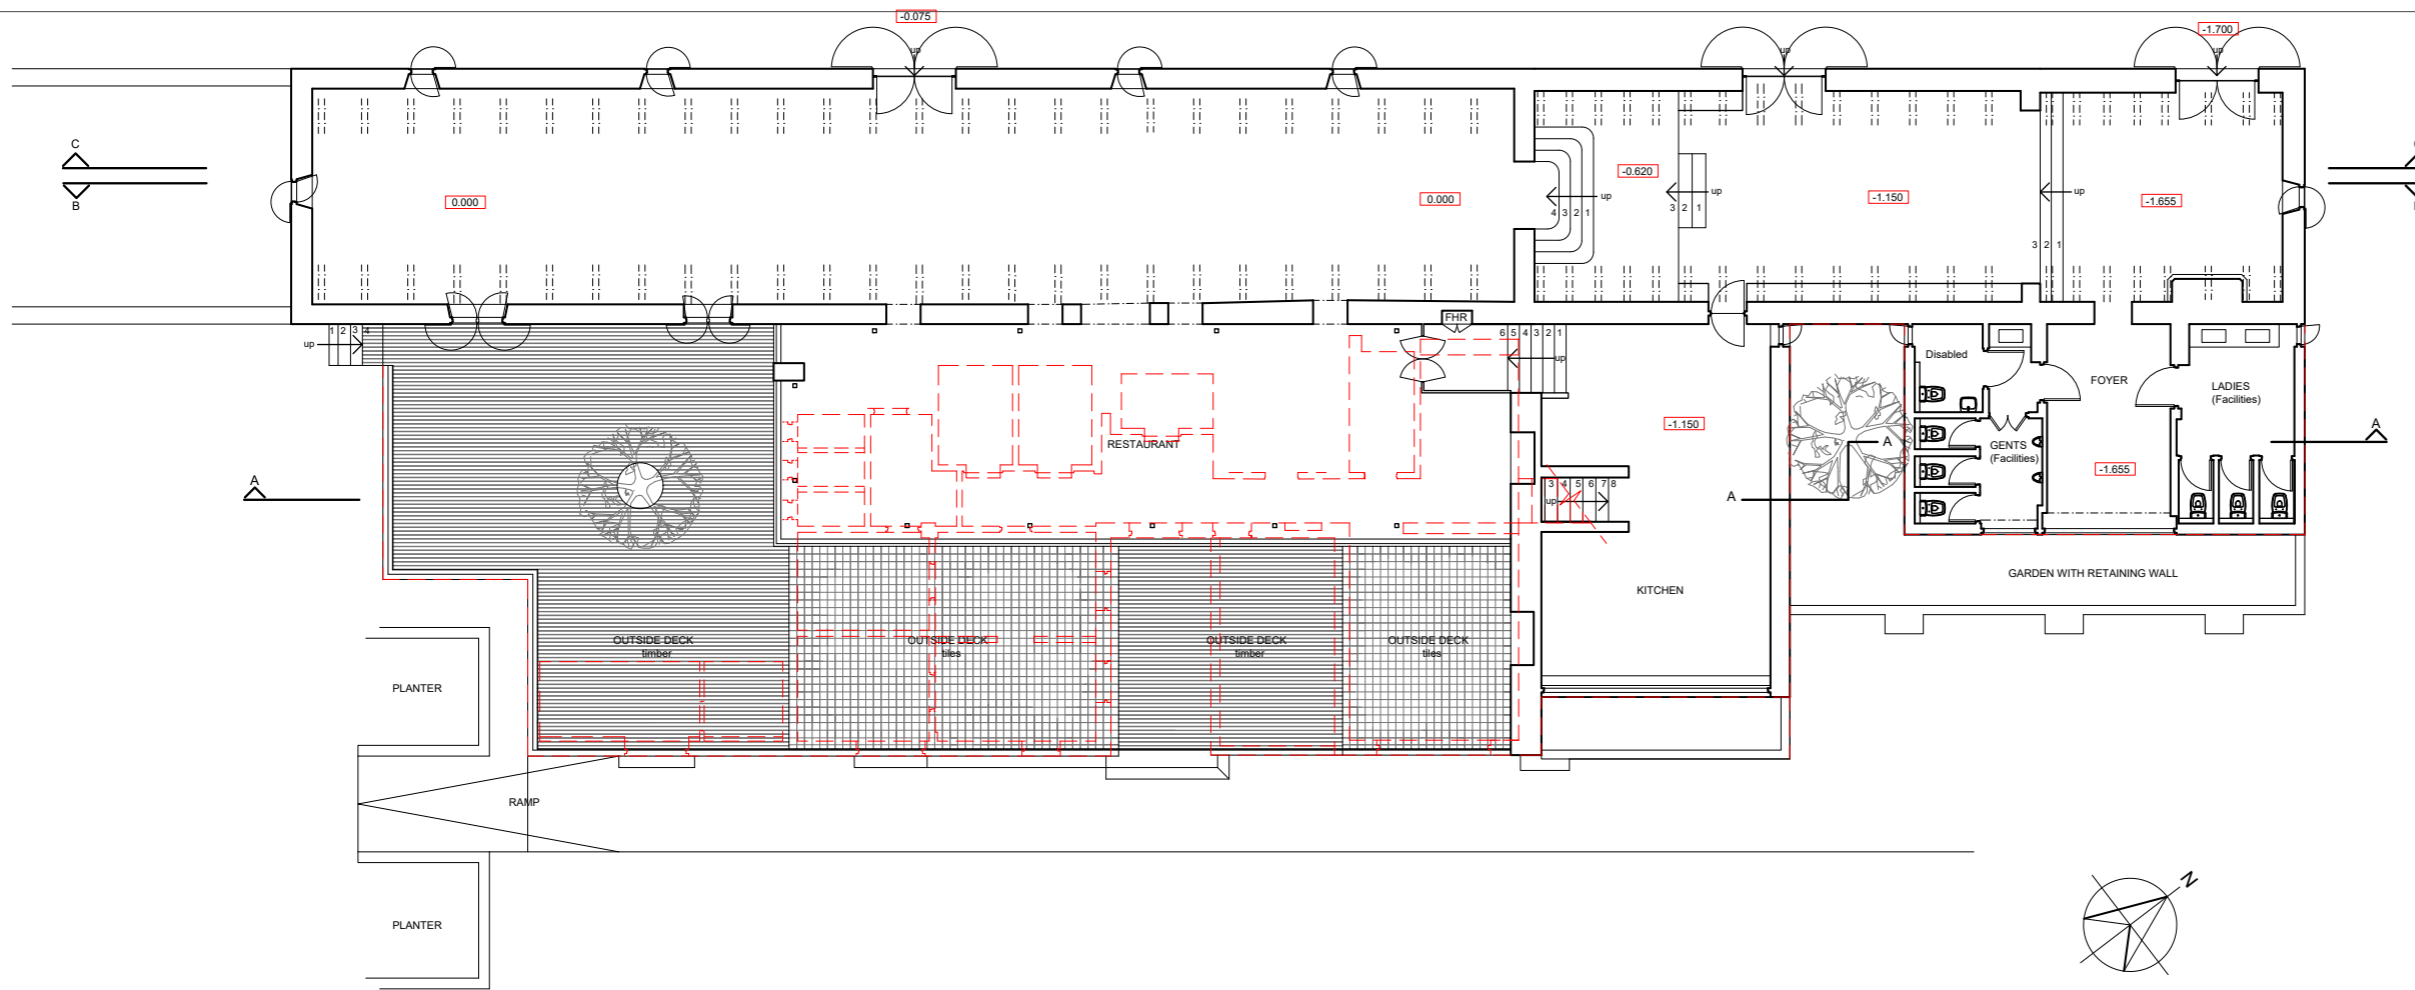 -0.075
-1.700
up
up
C
B
0.000
0.000
-0.620
-1.150
-1.655
up
4 3 2 1
up
3 2 1
up
3 2 1
FHR
1 2 3 4
up
6 5 4 3 2 1
up
Disabled
FOYER
LADIES
(Facilities)
RESTAURANT
-1.150
GENTS
(Facilities)
-1.655
A
A
A
A
3 4 5 6 7 8
up
GARDEN WITH RETAINING WALL
KITCHEN
OUTSIDE DECK
timber
OUTSIDE DECK
tiles
OUTSIDE DECK
timber
OUTSIDE DECK
tiles
PLANTER
RAMP
PLANTER
N